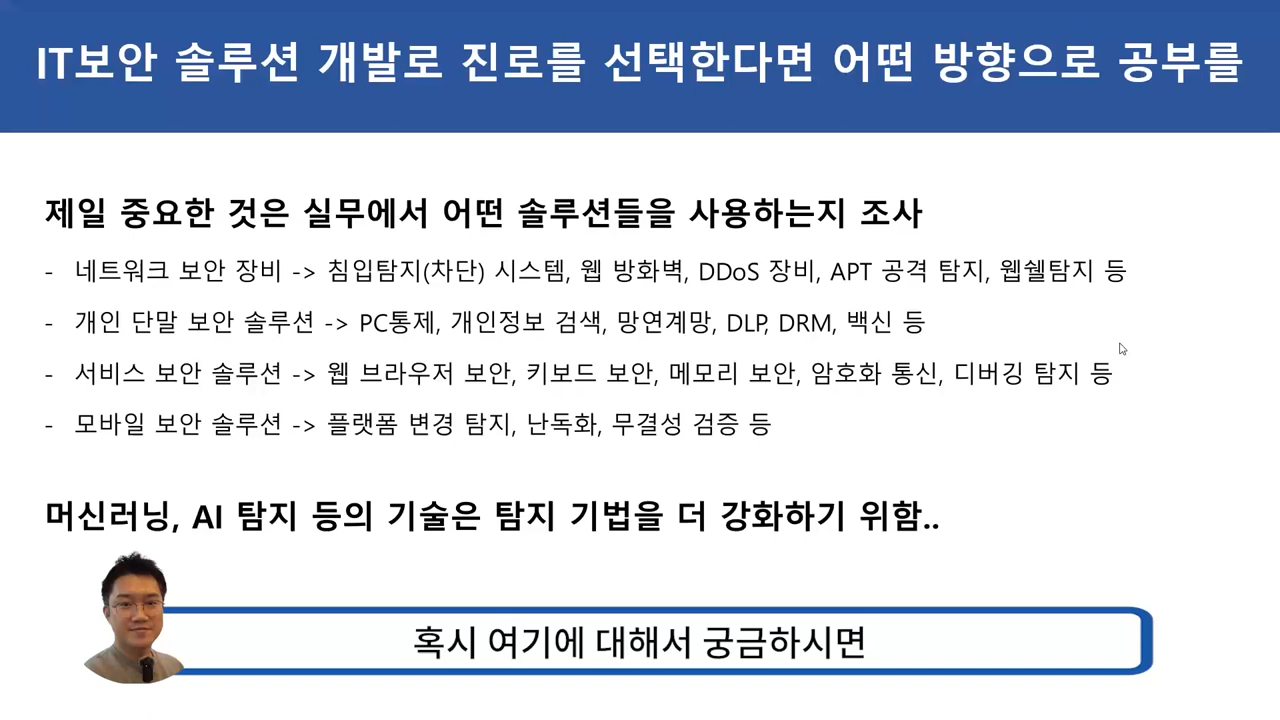 IT보안 솔루션 개발로 진로를 선택한다면 어떤 방향으로 공부를
제일 중요한 것은 실무에서 어떤 솔루션들을 사용하는지 조사
- 네트워크 보안 장비 -> 침입탐지(차단) 시스템, 웹 방화벽, DDoS 장비, APT 공격 탐지, 웹쉘탐지 등
- 개인 단말 보안 솔루션 -> PC통제, 개인정보 검색, 망연계망, DLP, DRM, 백신 등
- 서비스 보안 솔루션 -> 웹 브라우저 보안, 키보드 보안, 메모리 보안, 암호화 통신, 디버깅 탐지 등
- 모바일 보안 솔루션 -> 플랫폼 변경 탐지, 난독화, 무결성 검증 등
머신러닝, AI 탐지 등의 기술은 탐지 기법을 더 강화하기 위함..
혹시 여기에 대해서 궁금하시면